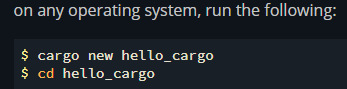 on any operating system, run the following:
$ cargo new hello_cargo
$ cd hello_cargo